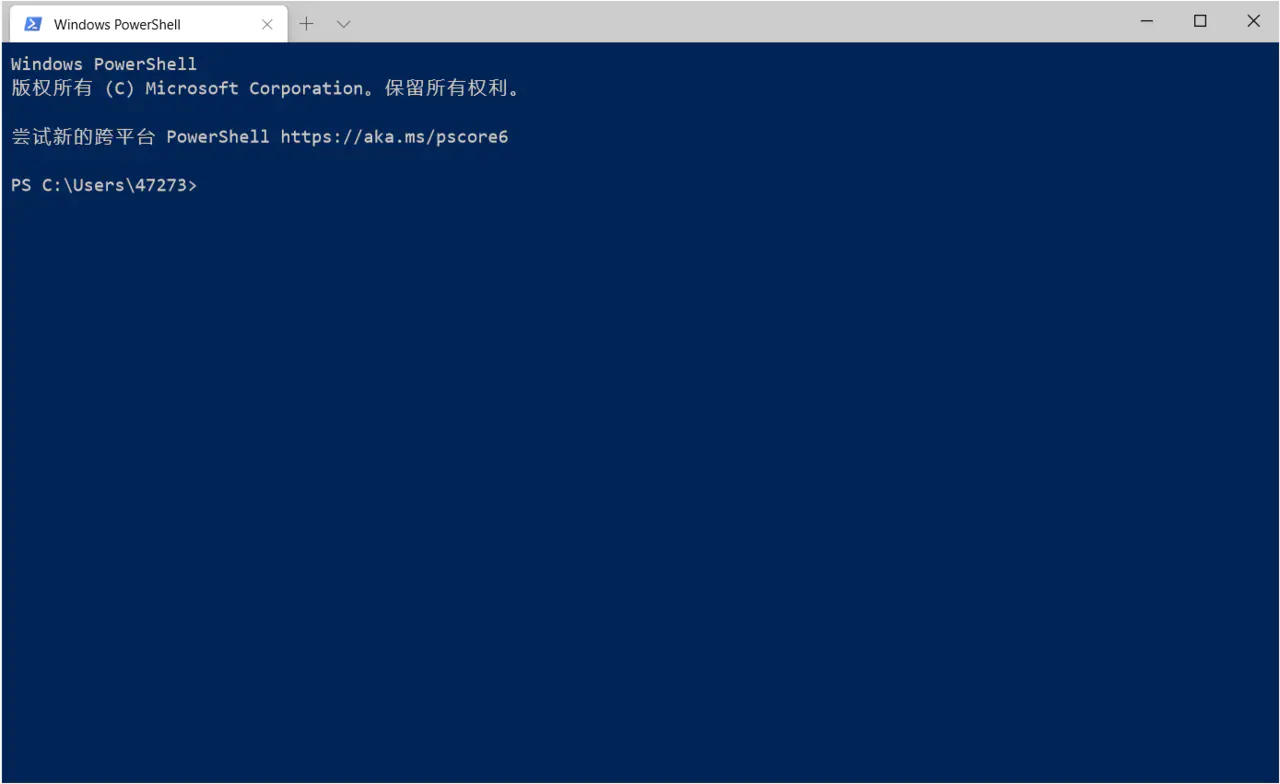 Windows PowerShell
Windows PowerShell
版权所有 (C) Microsoft Corporation。保留所有权利。
尝试新的跨平台 PowerShell https://aka.ms/pscore6
PS C:\Users\47273>